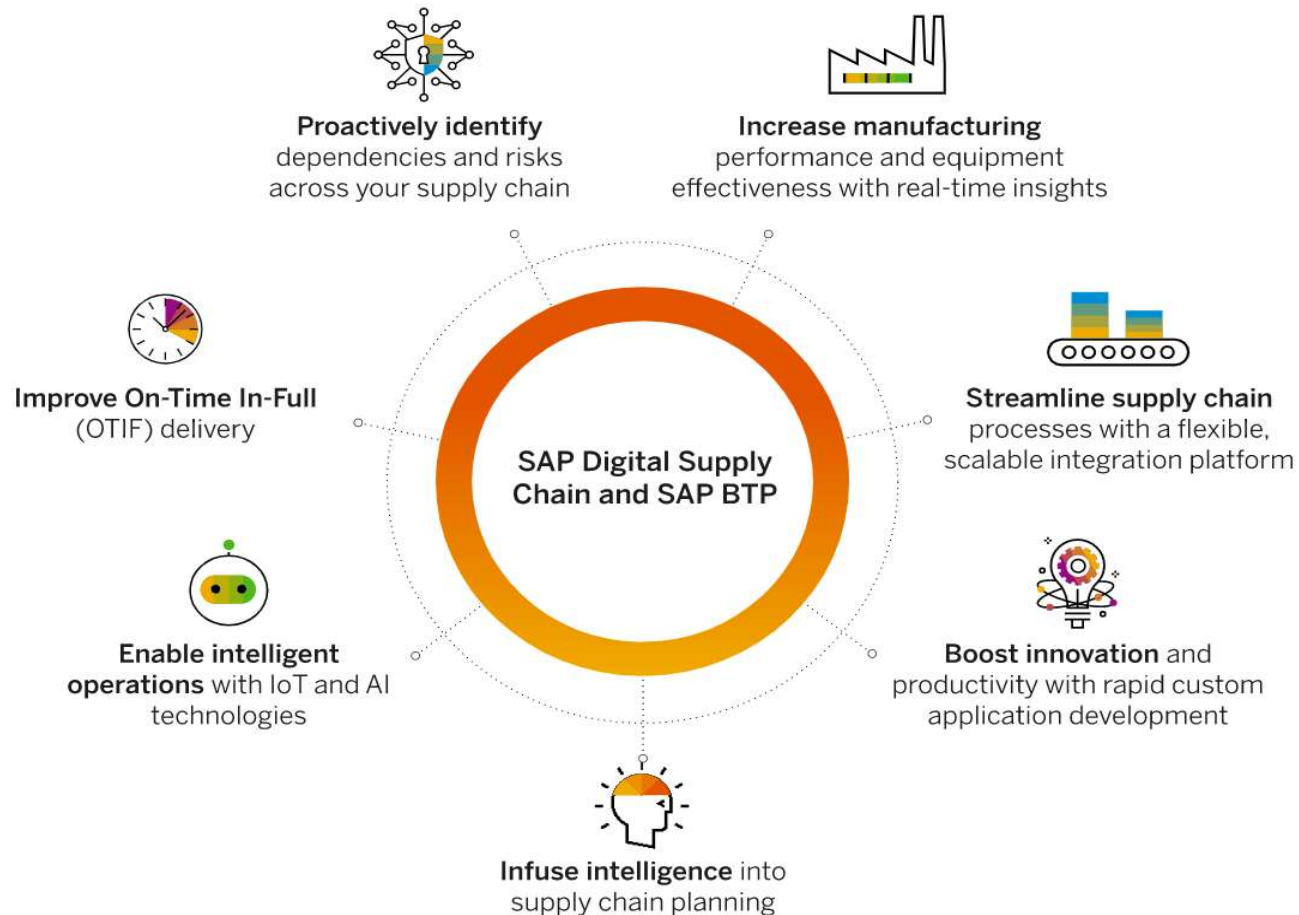 Proactively identify
dependencies and risks
across your supply chain
Increase manufacturing
performance and equipment
effectiveness with real-time insights
Improve On-Time In-Full
(OTIF) delivery
Streamline supply chain
processes with a flexible,
scalable integration platform
SAP Digital Supply
Chain and SAP BTP
Enable intelligent
operations with IoT and AI
technologies
Boost innovation and
productivity with rapid custom
application development
Infuse intelligence into
supply chain planning